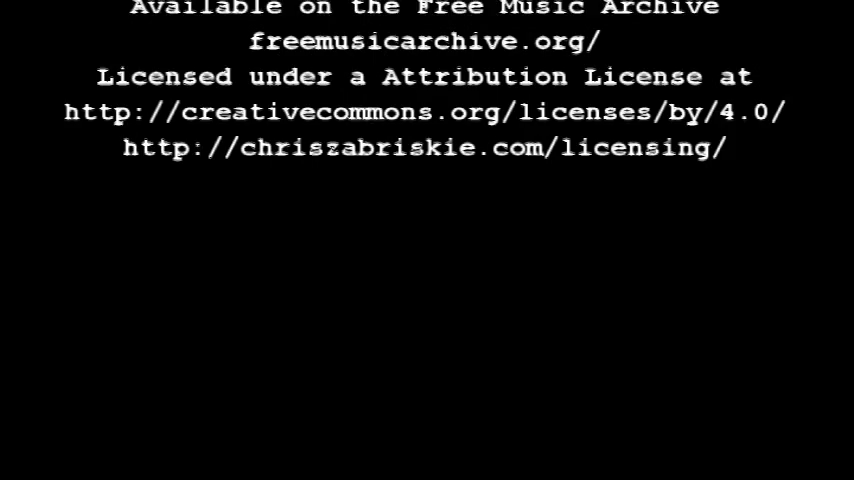 Available on the Free Music Archive
freemusicarchive.org/
Licensed under a Attribution License at
http://creativecommons.org/licenses/by/4.0/
http://chriszabriskie.com/licensing/